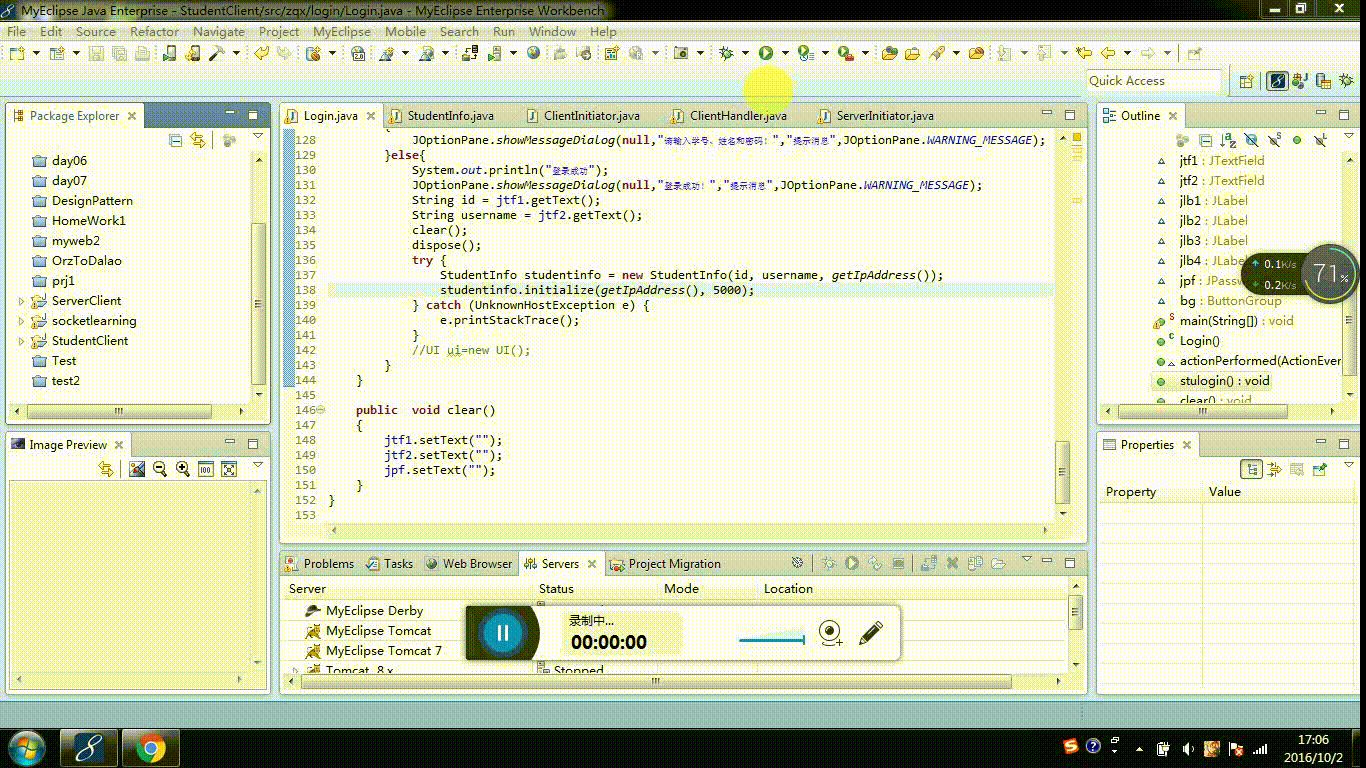 MyEclipse Java Enterprise - StudentClient/src/zqx/login/Login.java - MyEclipse Enterprise Workbench
File Edit Source Refactor Navigate Project MyEclipse Mobile Search Run Window Help
Quick Access
Package Explorer
day06
day07
DesignPattern
HomeWork1
myweb2
OrzToDalao
prj1
ServerClient
socketlearning
StudentClient
Test
test2
Image Preview
Login.java StudentInfo.java ClientInitiator.java ClientHandler.java ServerInitiator.java
128 JOptionPane.showMessageDialog(null,"请输入学号、姓名和密码！","提示消息",JOptionPane.WARNING_MESSAGE);
129 }else{
130 System.out.println("登录成功");
131 JOptionPane.showMessageDialog(null,"登录成功！","提示消息",JOptionPane.WARNING_MESSAGE);
132 String id = jtf1.getText();
133 String username = jtf2.getText();
134 clear();
135 dispose();
136 try {
137 StudentInfo studentinfo = new StudentInfo(id, username, getIpAddress());
138 studentinfo.initialize(getIpAddress(), 5000);
139 } catch (UnknownHostException e) {
140 e.printStackTrace();
141 }
142 //UI ui=new UI();
143 }
144 }
145
146 public void clear()
147 {
148 jtf1.setText("");
149 jtf2.setText("");
150 jpf.setText("");
151 }
152 }
153
Outline
jtf1 : JTextField
jtf2 : JTextField
jlb1 : JLabel
jlb2 : JLabel
jlb3 : JLabel
jlb4 : JLabel
jpf : JPassw
bg : ButtonGroup
main(String[]) : void
Login()
actionPerformed(ActionEver
stulogin() : void
clear() : void
0.1K/s
0.2K/s
71%
Properties
Property Value
Problems Tasks Web Browser Servers Project Migration
Server Status Mode Location
MyEclipse Derby
MyEclipse Tomcat
MyEclipse Tomcat 7
Tomcat 8.x Stopped
录制中...
00:00:00
17:06
2016/10/2